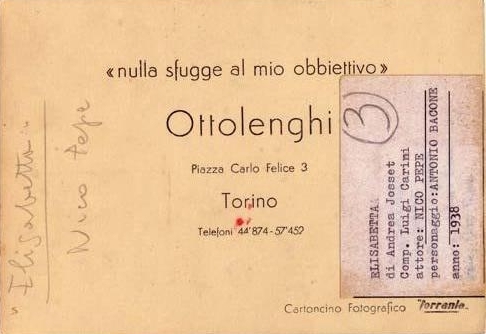 «nulla sfugge al mio obbiettivo»
Ottolenghi
Piazza Carlo Felice 3
Torino
Telefoni 44'874-57'452
Cartoncino Fotografico "Ferrania"
S
Elisabetta
Nico Pepe
3
ELISABETTA
di Andrea Josset
Comp. Luigi Carini
attore: NICO PEPE
personaggio: ANTONIO BACONE
anno: 1938